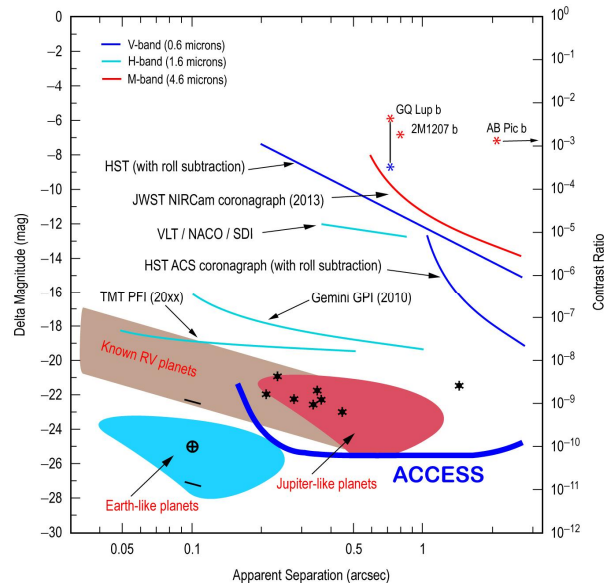 V-band (0.6 microns)
H-band (1.6 microns)
M-band (4.6 microns)
GQ Lup b
2M1207 b
AB Pic b
HST (with roll subtraction)
JWST NIRCam coronagraph (2013)
VLT / NACO / SDI
HST ACS coronagraph (with roll subtraction)
TMT PFI (20xx)
Gemini GPI (2010)
Known RV planets
ACCESS
Jupiter-like planets
Earth-like planets
Delta Magnitude (mag)
0
−2
−4
−6
−8
−10
−12
−14
−16
−18
−20
−22
−24
−26
−28
−30
Contrast Ratio
10⁰
10⁻¹
10⁻²
10⁻³
10⁻⁴
10⁻⁵
10⁻⁶
10⁻⁷
10⁻⁸
10⁻⁹
10⁻¹⁰
10⁻¹¹
10⁻¹²
0.05 0.1 0.5 1
Apparent Separation (arcsec)